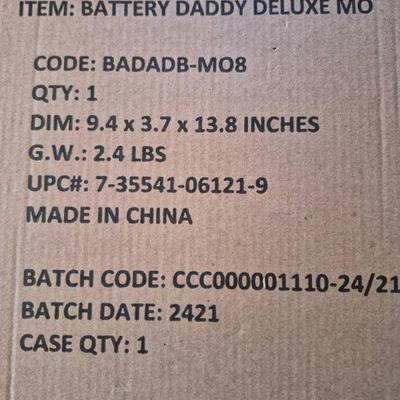 ITEM: BATTERY DADDY DELUXE MO
CODE: BADADB-MO8
QTY: 1
DIM: 9.4 x 3.7 x 13.8 INCHES
G.W.: 2.4 LBS
UPC#: 7-35541-06121-9
MADE IN CHINA
BATCH CODE: CCC000001110-24/21
BATCH DATE: 2421
CASE QTY: 1